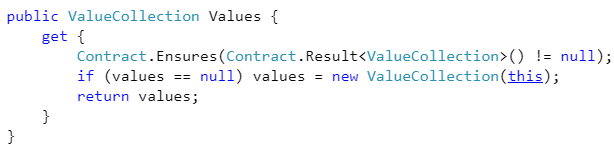 public ValueCollection Values {
    get {
        Contract.Ensures(Contract.Result<ValueCollection>() != null);
        if (values == null) values = new ValueCollection(this);
        return values;
    }
}